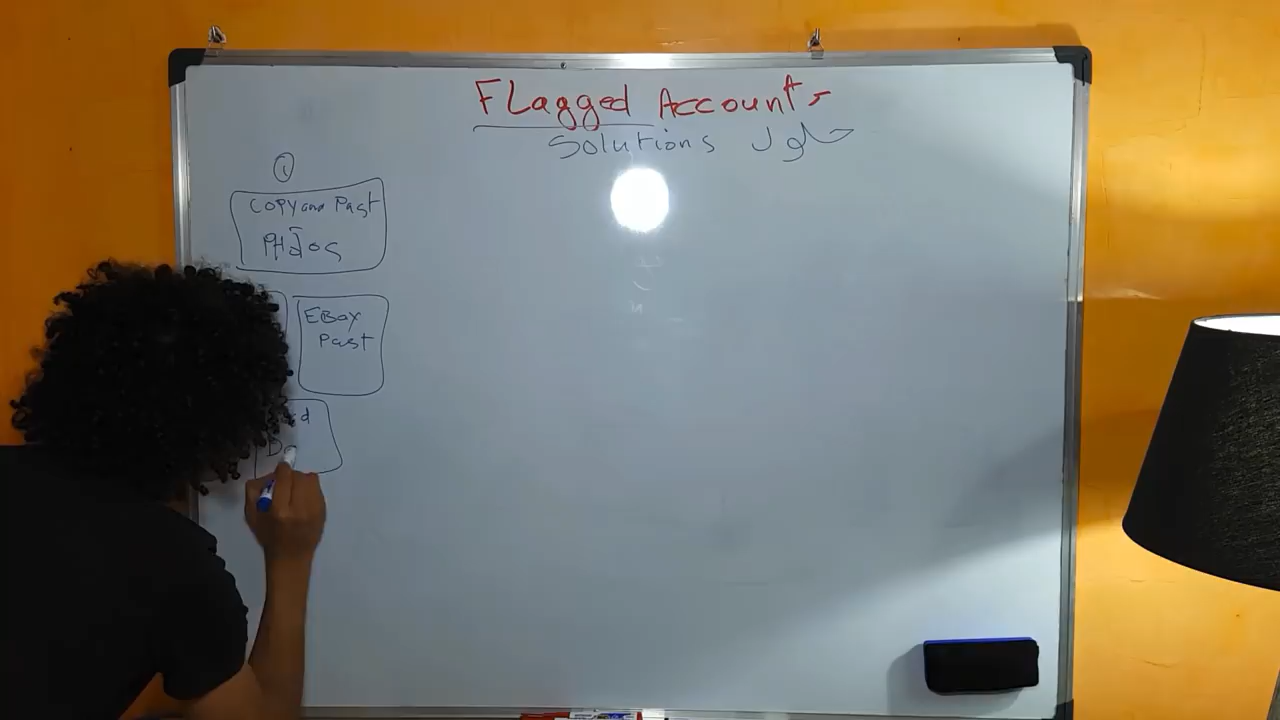 FLagged Accounts
Solutions حلول
1
COPY and Past
PHotos
EBay
Past